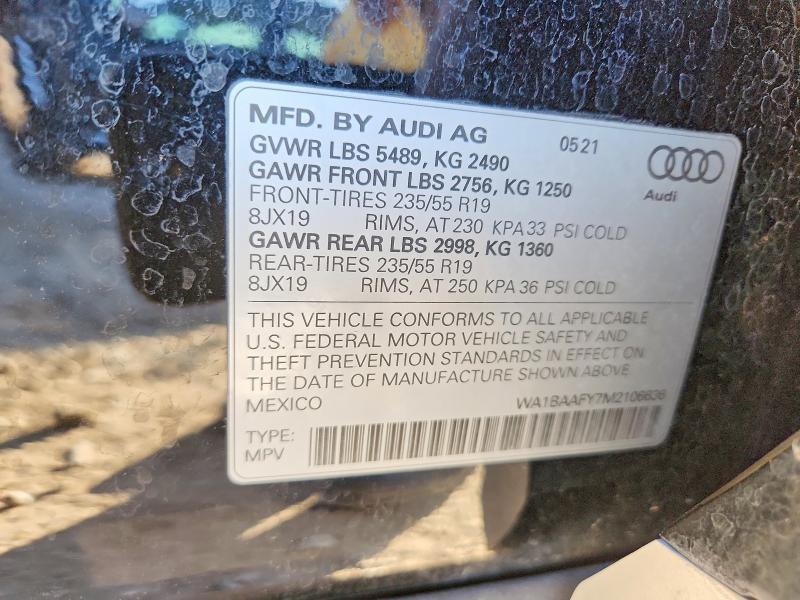 MFD. BY AUDI AG 05 21
GVWR LBS 5489, KG 2490
GAWR FRONT LBS 2756, KG 1250
Audi
FRONT-TIRES 235/55 R19
8JX19 RIMS, AT 230 KPA 33 PSI COLD
GAWR REAR LBS 2998, KG 1360
REAR-TIRES 235/55 R19
8JX19 RIMS, AT 250 KPA 36 PSI COLD
THIS VEHICLE CONFORMS TO ALL APPLICABLE
U.S. FEDERAL MOTOR VEHICLE SAFETY AND
THEFT PREVENTION STANDARDS IN EFFECT ON
THE DATE OF MANUFACTURE SHOWN ABOVE
MEXICO WA1BAAFY7M2106636
TYPE:
MPV